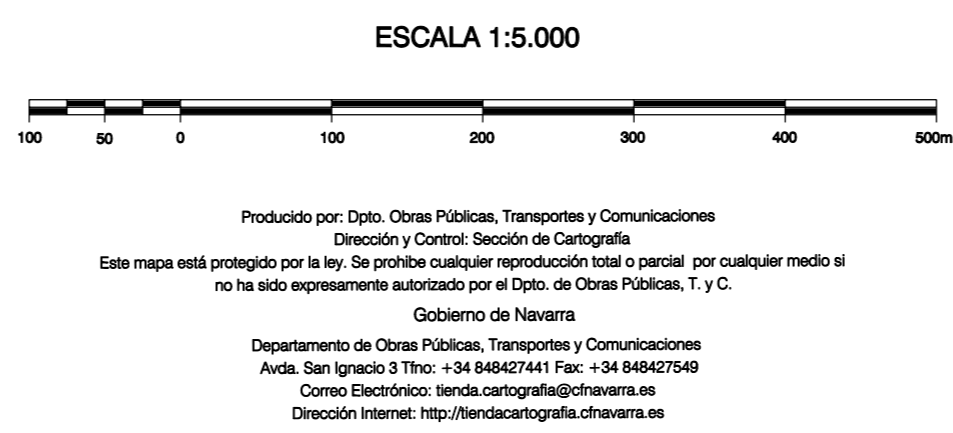 ESCALA 1:5.000
100 50 0 100 200 300 400 500m
Producido por: Dpto. Obras Públicas, Transportes y Comunicaciones
Dirección y Control: Sección de Cartografía
Este mapa está protegido por la ley. Se prohibe cualquier reproducción total o parcial por cualquier medio si
no ha sido expresamente autorizado por el Dpto. de Obras Públicas, T. y C.
Gobierno de Navarra
Departamento de Obras Públicas, Transportes y Comunicaciones
Avda. San Ignacio 3 Tfno: +34 848427441 Fax: +34 848427549
Correo Electrónico: tienda.cartografia@cfnavarra.es
Dirección Internet: http://tiendacartografia.cfnavarra.es